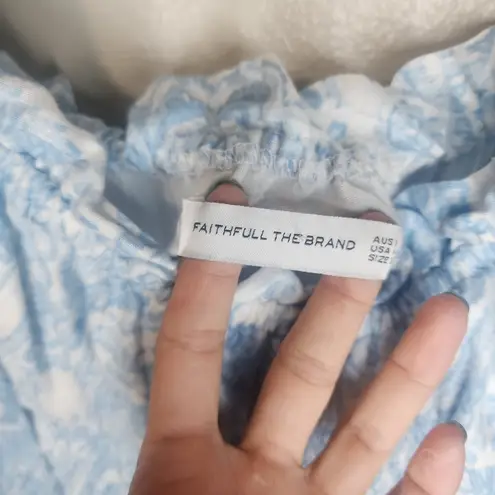 FAITHFULL THE BRAND
AUS
USA
SIZE